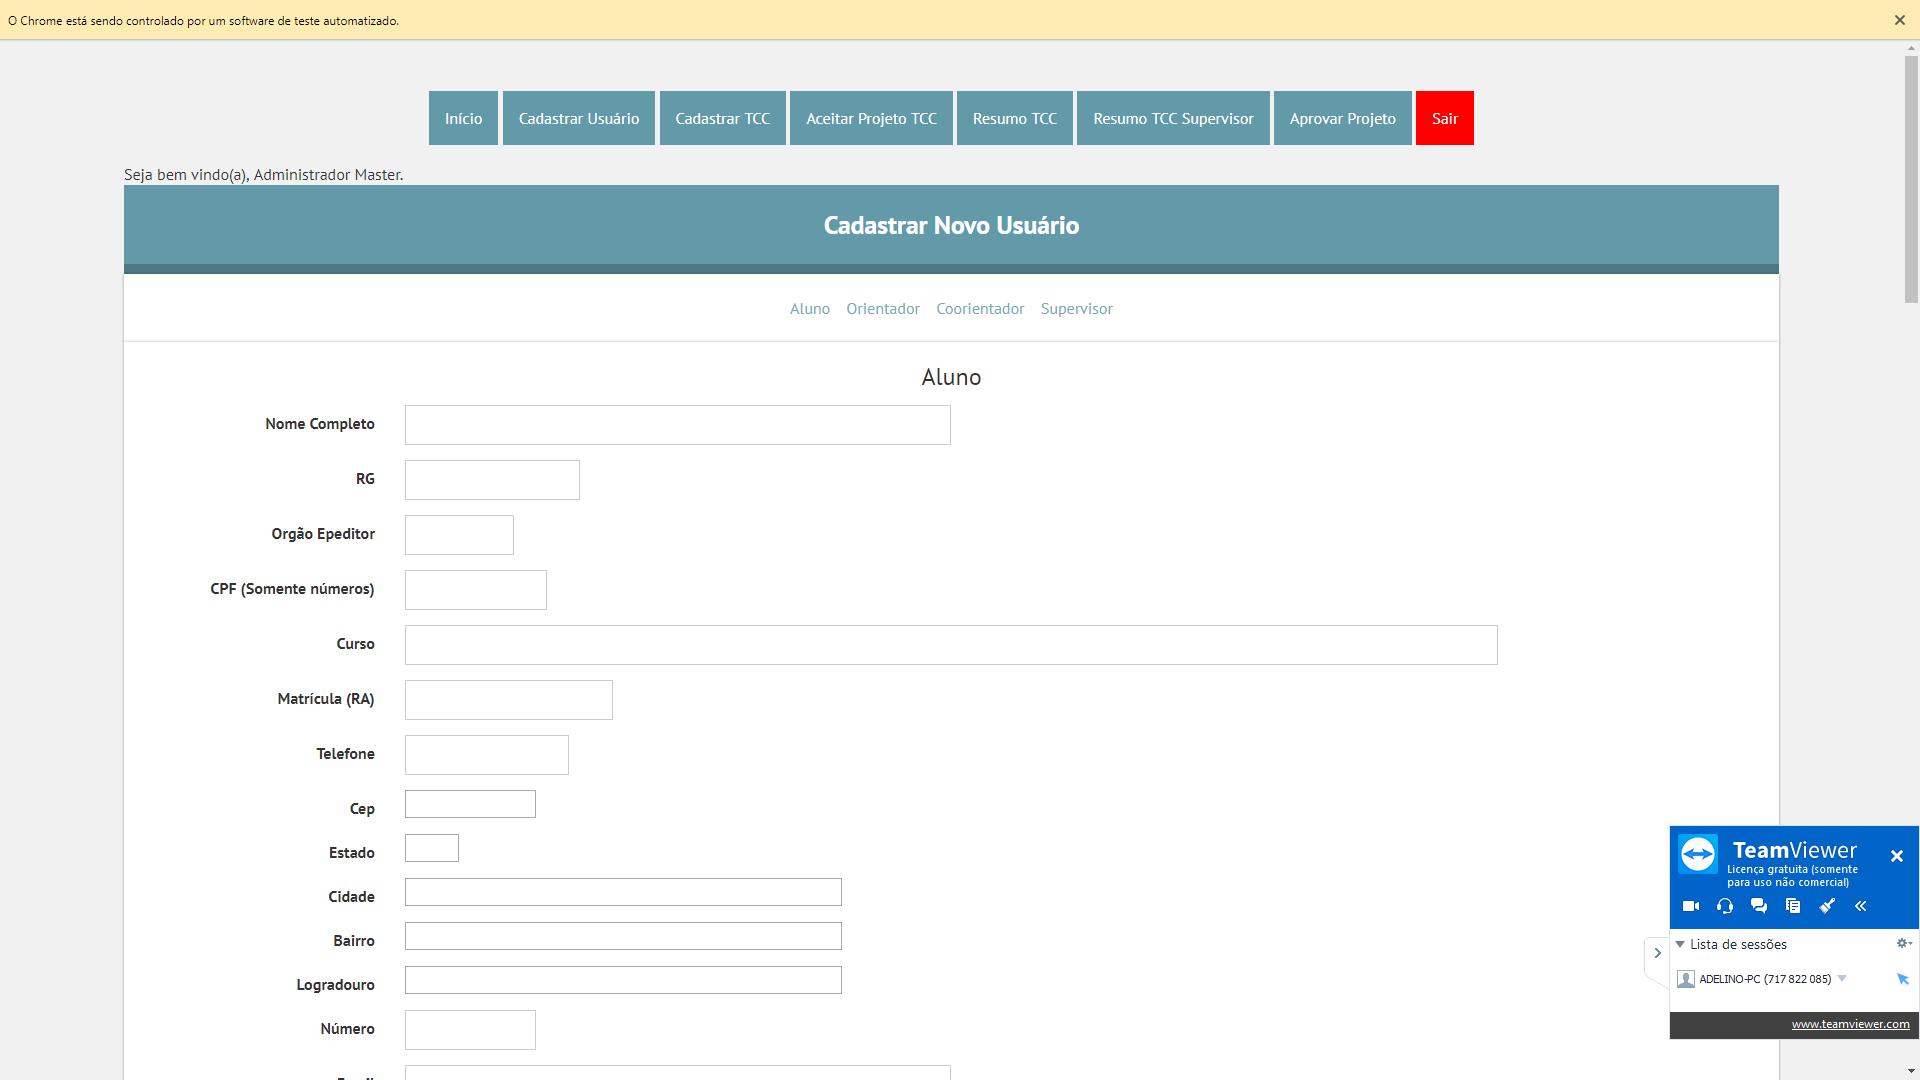 O Chrome está sendo controlado por um software de teste automatizado.
Início Cadastrar Usuário Cadastrar TCC Aceitar Projeto TCC Resumo TCC Resumo TCC Supervisor Aprovar Projeto Sair
Seja bem vindo(a), Administrador Master.
Cadastrar Novo Usuário
Aluno Orientador Coorientador Supervisor
Aluno
Nome Completo
RG
Orgão Epeditor
CPF (Somente números)
Curso
Matrícula (RA)
Telefone
Cep
Estado
Cidade
Bairro
Logradouro
Número
TeamViewer
Licença gratuita (somente
para uso não comercial)
Lista de sessões
ADELINO-PC (717 822 085)
www.teamviewer.com